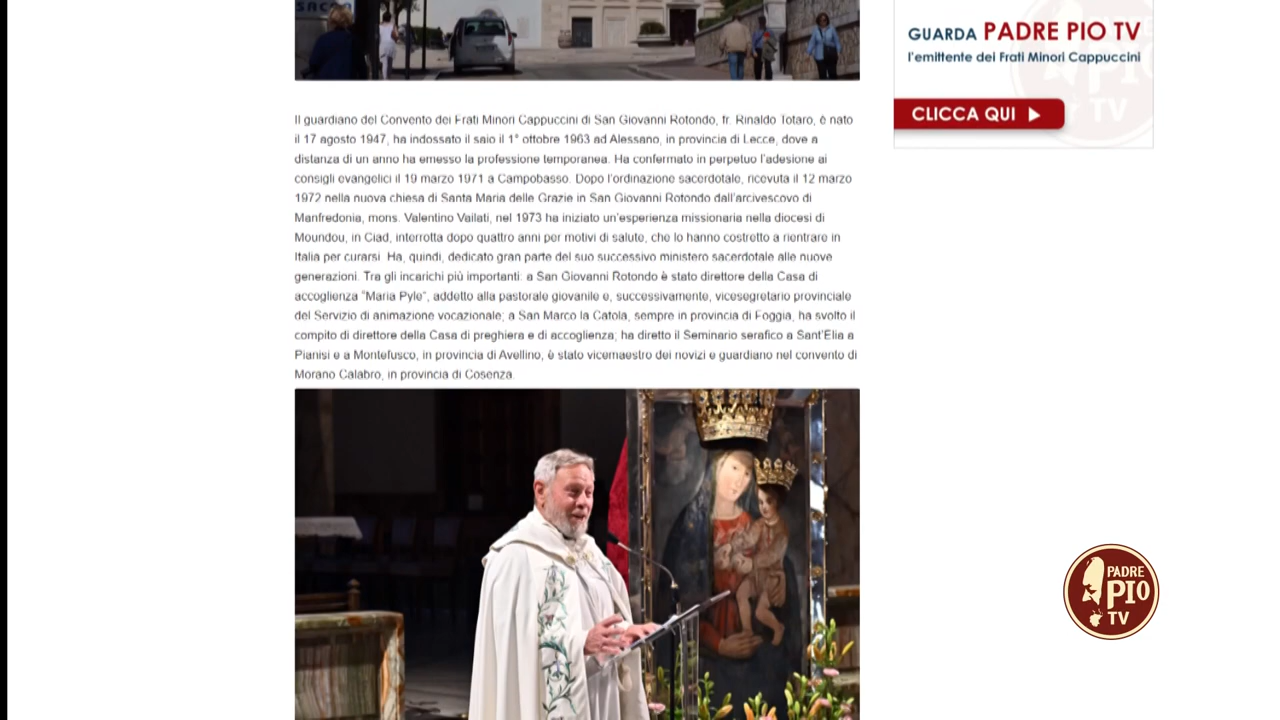 SACRO
GUARDA PADRE PIO TV
l'emittente dei Frati Minori Cappuccini
CLICCA QUI
Il guardiano del Convento dei Frati Minori Cappuccini di San Giovanni Rotondo, fr. Rinaldo Totaro, è nato
il 17 agosto 1947, ha indossato il saio il 1° ottobre 1963 ad Alessano, in provincia di Lecce, dove a
distanza di un anno ha emesso la professione temporanea. Ha confermato in perpetuo l'adesione ai
consigli evangelici il 19 marzo 1971 a Campobasso. Dopo l'ordinazione sacerdotale, ricevuta il 12 marzo
1972 nella nuova chiesa di Santa Maria delle Grazie in San Giovanni Rotondo dall'arcivescovo di
Manfredonia, mons. Valentino Vailati, nel 1973 ha iniziato un'esperienza missionaria nella diocesi di
Moundou, in Ciad, interrotta dopo quattro anni per motivi di salute, che lo hanno costretto a rientrare in
Italia per curarsi. Ha, quindi, dedicato gran parte del suo successivo ministero sacerdotale alle nuove
generazioni. Tra gli incarichi più importanti: a San Giovanni Rotondo è stato direttore della Casa di
accoglienza "Maria Pyle", addetto alla pastorale giovanile e, successivamente, vicesegretario provinciale
del Servizio di animazione vocazionale; a San Marco la Catola, sempre in provincia di Foggia, ha svolto il
compito di direttore della Casa di preghiera e di accoglienza; ha diretto il Seminario serafico a Sant'Elia a
Pianisi e a Montefusco, in provincia di Avellino, è stato vicemaestro dei novizi e guardiano nel convento di
Morano Calabro, in provincia di Cosenza.
PADRE
PIO
TV